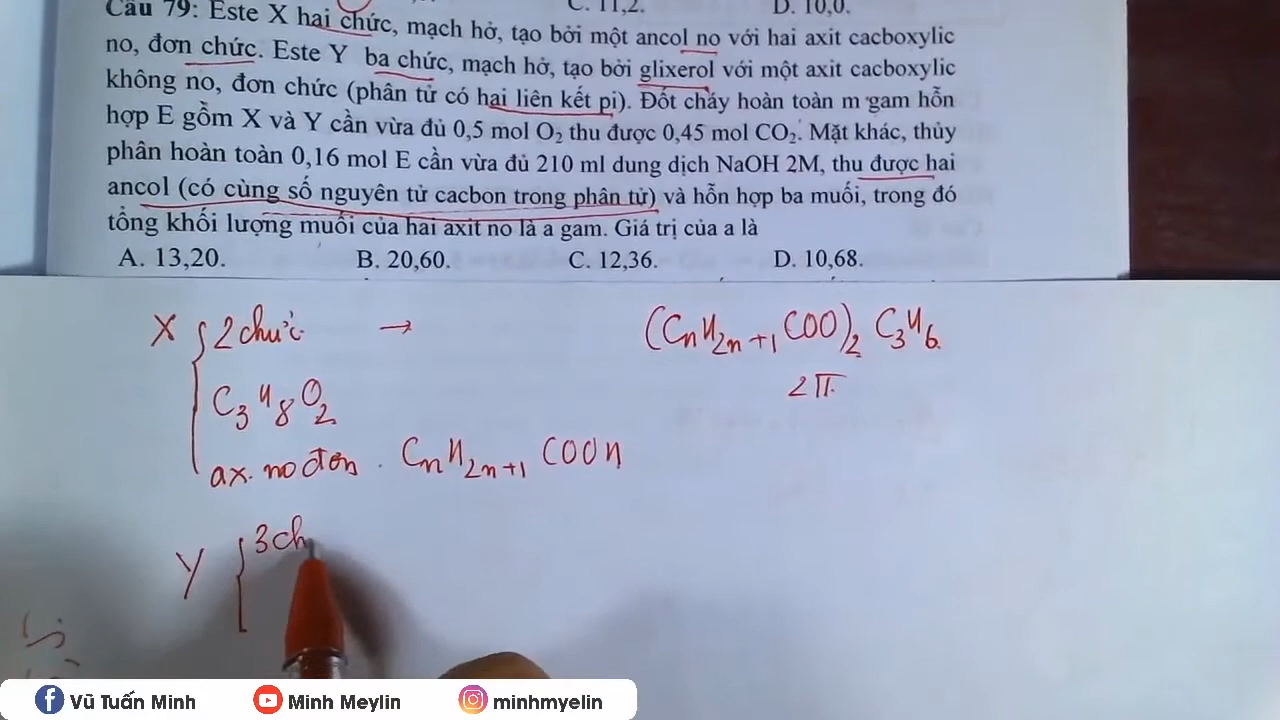 C. 11,2. D. 10,0.
Câu 79: Este X hai chức, mạch hở, tạo bởi một ancol no với hai axit cacboxylic
no, đơn chức. Este Y ba chức, mạch hở, tạo bởi glixerol với một axit cacboxylic
không no, đơn chức (phân tử có hai liên kết pi). Đốt cháy hoàn toàn m gam hỗn
hợp E gồm X và Y cần vừa đủ 0,5 mol O₂ thu được 0,45 mol CO₂. Mặt khác, thủy
phân hoàn toàn 0,16 mol E cần vừa đủ 210 ml dung dịch NaOH 2M, thu được hai
ancol (có cùng số nguyên tử cacbon trong phân tử) và hỗn hợp ba muối, trong đó
tổng khối lượng muối của hai axit no là a gam. Giá trị của a là
A. 13,20. B. 20,60. C. 12,36. D. 10,68.
X { 2 chức → (CnH2n+1COO)2 C3H6
2π
C3H8O2
ax. no đơn . CnH2n+1 COOH
Y { 3ch
Vũ Tuấn Minh Minh Meylin minhmyelin